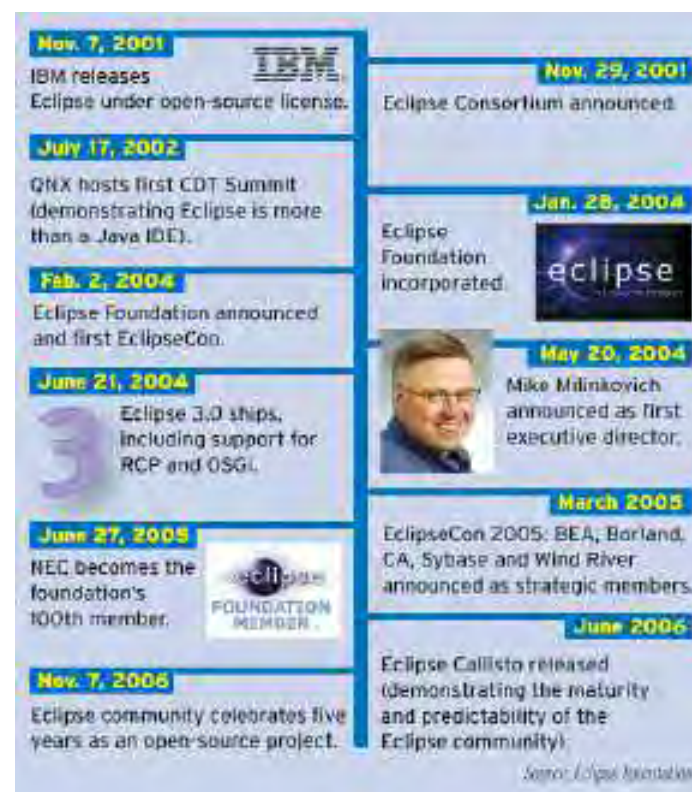 Nov. 7, 2001
IBM
IBM releases
Eclipse under open-source license.
Nov. 29, 2001
Eclipse Consortium announced.
July 17, 2002
QNX hosts first CDT Summit
(demonstrating Eclipse is more
than a Java IDE).
Jan. 28, 2004
Eclipse
Foundation
incorporated.
eclipse
Feb. 2, 2004
Eclipse Foundation announced
and first EclipseCon.
May 20, 2004
Mike Milinkovich
announced as first
executive director.
June 21, 2004
3
Eclipse 3.0 ships,
including support for
RCP and OSGi.
March 2005
EclipseCon 2005: BEA, Borland,
CA, Sybase and Wind River
announced as strategic members.
June 27, 2005
NEC becomes the
foundation's
100th member.
eclipse
FOUNDATION
MEMBER
June 2006
Eclipse Callisto released
(demonstrating the maturity
and predictability of the
Eclipse community)
Nov. 7, 2006
Eclipse community celebrates five
years as an open-source project.
Source: Eclipse Foundation